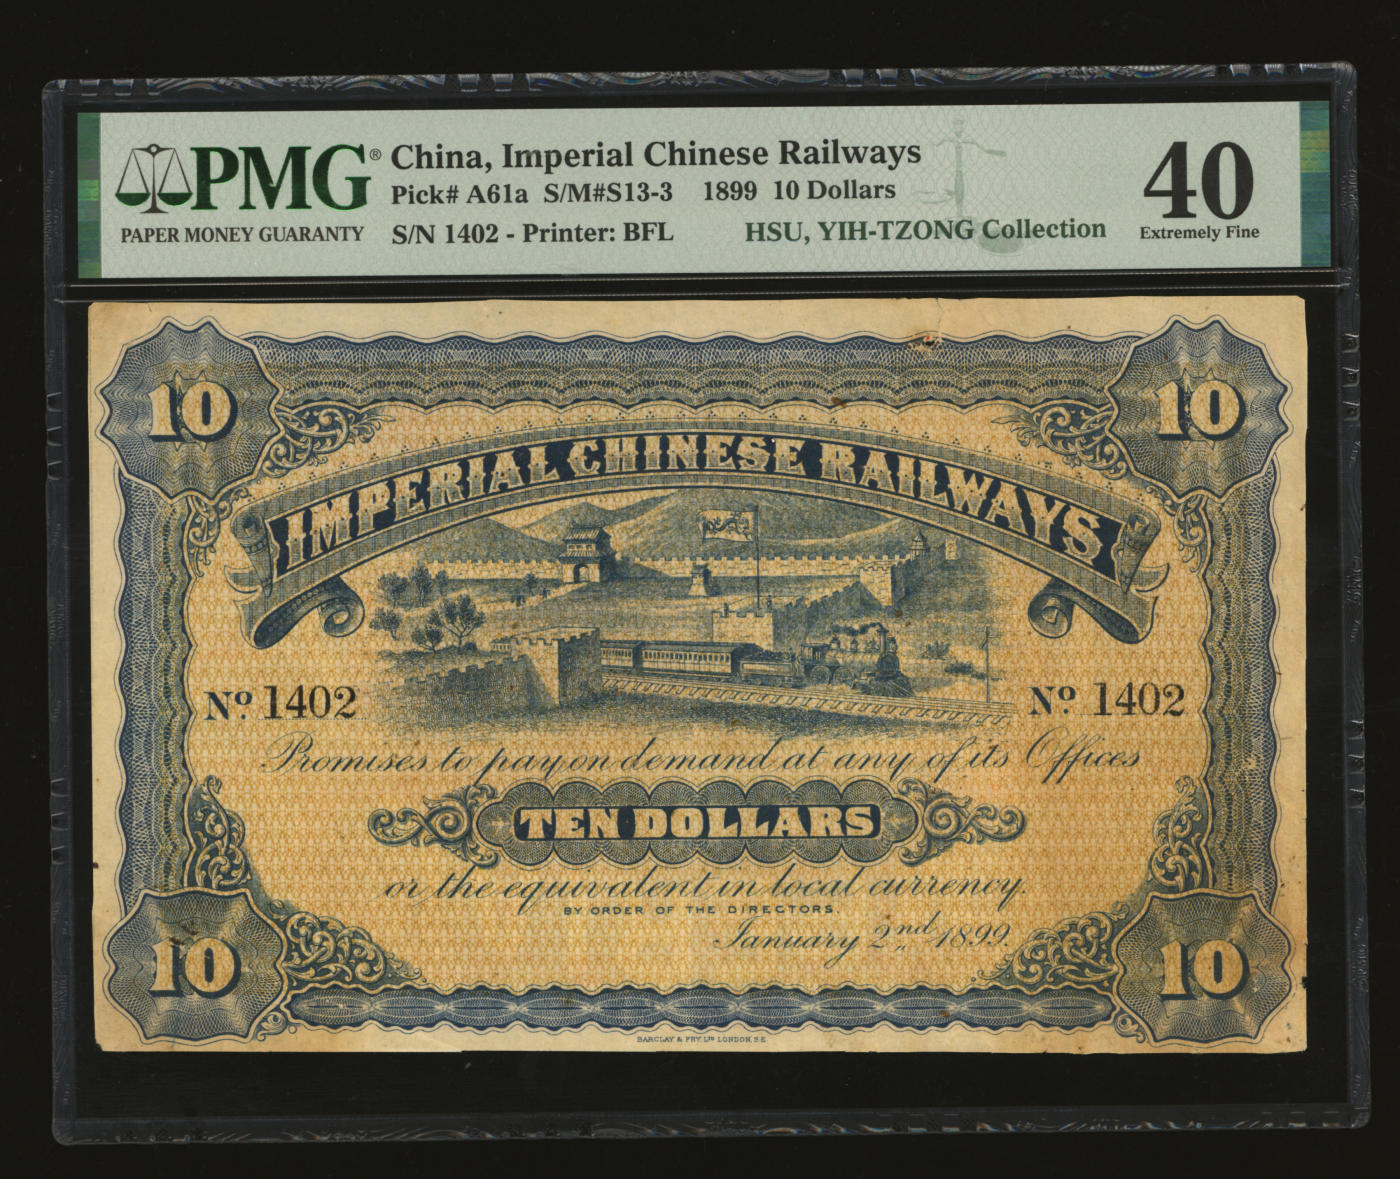 PMG® China, Imperial Chinese Railways 40
Pick# A61a S/M#S13-3 1899 10 Dollars
PAPER MONEY GUARANTY S/N 1402 - Printer: BFL HSU, YIH-TZONG Collection Extremely Fine
10 10
IMPERIAL CHINESE RAILWAYS
Nº 1402 Nº 1402
Promises to pay on demand at any of its Offices
TEN DOLLARS
or the equivalent in local currency.
BY ORDER OF THE DIRECTORS.
January 2nd 1899.
10 10
BARCLAY & FRY LTD LONDON, S.E.